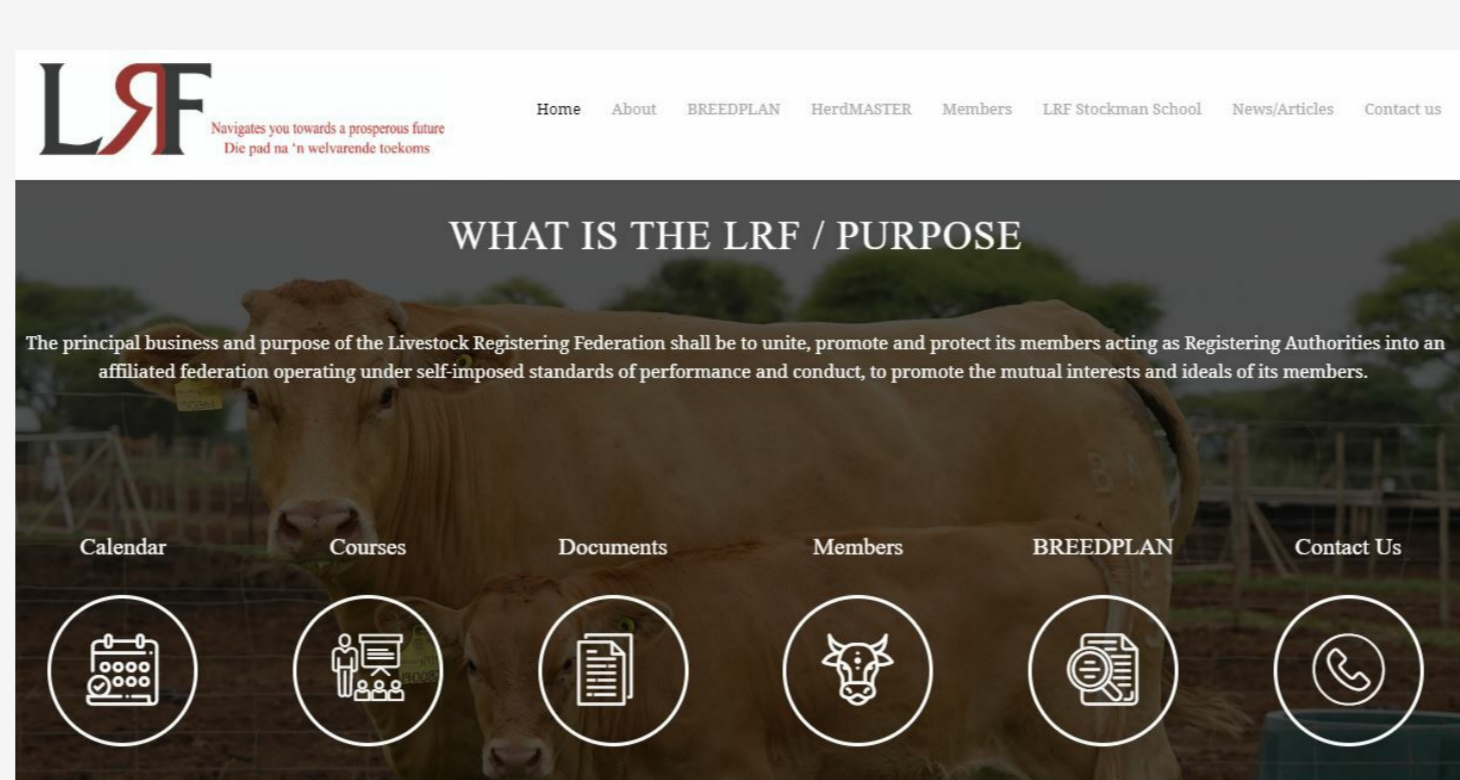 LRF
Navigates you towards a prosperous future
Die pad na 'n welvarende toekoms
Home About BREEDPLAN HerdMASTER Members LRF Stockman School News/Articles Contact us
WHAT IS THE LRF / PURPOSE
The principal business and purpose of the Livestock Registering Federation shall be to unite, promote and protect its members acting as Registering Authorities into an
affiliated federation operating under self-imposed standards of performance and conduct, to promote the mutual interests and ideals of its members.
Calendar Courses Documents Members BREEDPLAN Contact Us